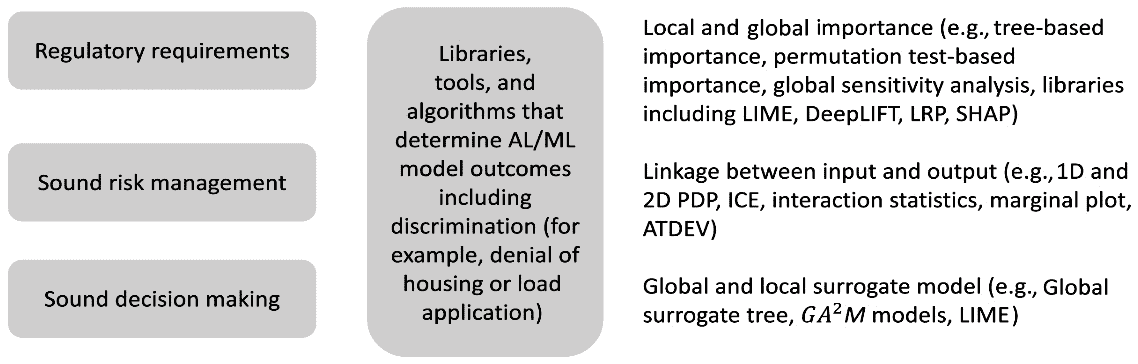 Regulatory requirements
Sound risk management
Sound decision making
Libraries,
tools, and
algorithms that
determine AL/ML
model outcomes
including
discrimination (for
example, denial of
housing or load
application)
Local and global importance (e.g., tree-based
importance, permutation test-based
importance, global sensitivity analysis, libraries
including LIME, DeepLIFT, LRP, SHAP)
Linkage between input and output (e.g., 1D and
2D PDP, ICE, interaction statistics, marginal plot,
ATDEV)
Global and local surrogate model (e.g., Global
surrogate tree, GA²M models, LIME)